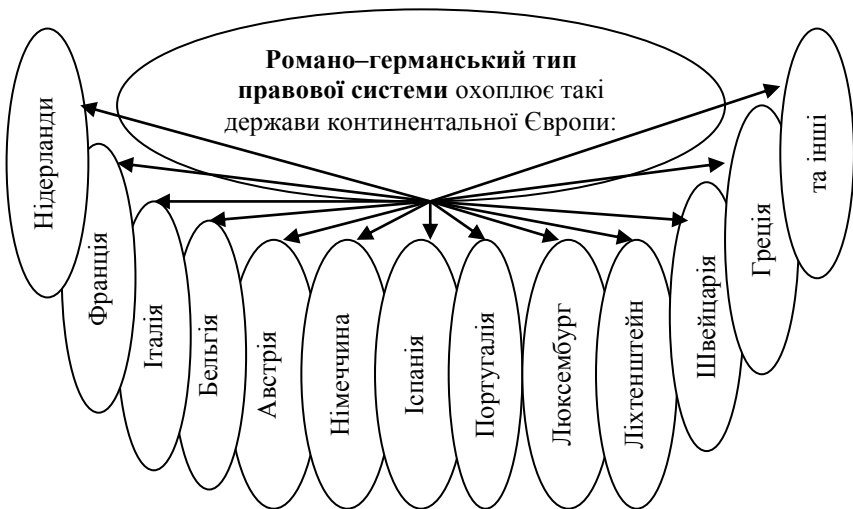 Романо–германський тип
правової системи охоплює такі
держави континентальної Європи:
Нідерланди
Франція
Італія
Бельгія
Австрія
Німеччина
Іспанія
Португалія
Люксембург
Ліхтенштейн
Швейцарія
Греція
та інші